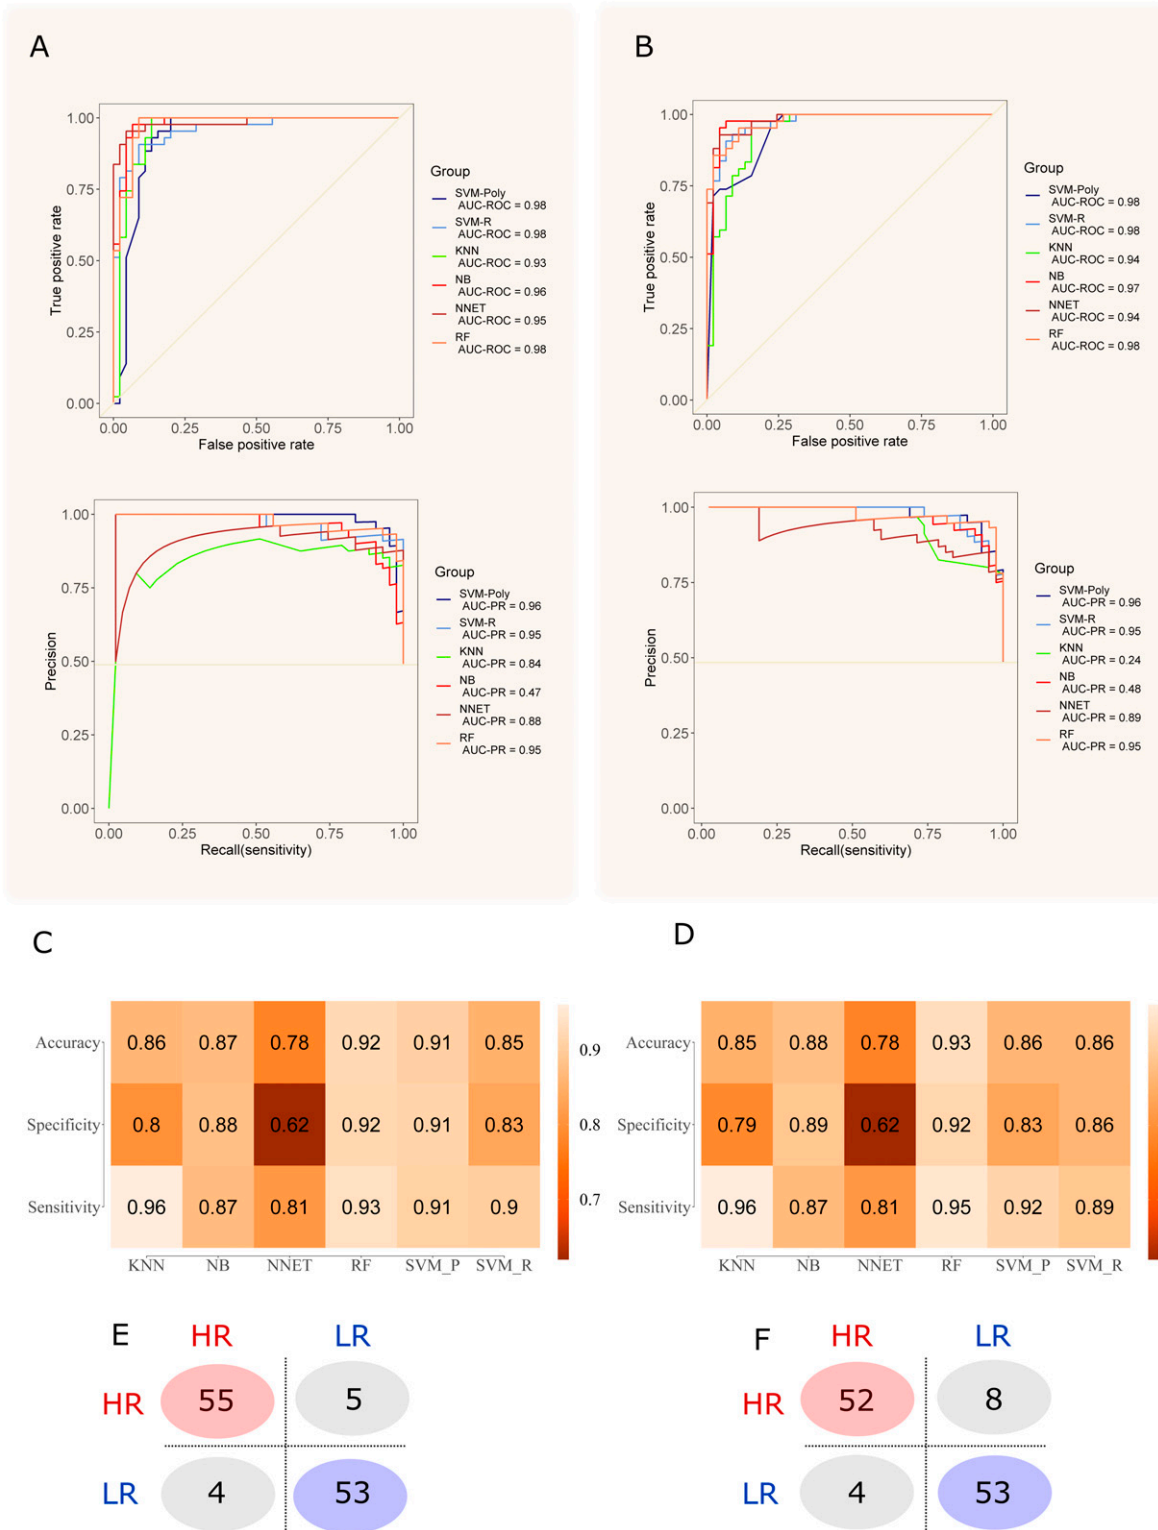 A
True positive rate
1.00
0.75
0.50
0.25
0.00
0.00 0.25 0.50 0.75 1.00
False positive rate
Group
SVM-Poly
AUC-ROC = 0.98
SVM-R
AUC-ROC = 0.98
KNN
AUC-ROC = 0.93
NB
AUC-ROC = 0.96
NNET
AUC-ROC = 0.95
RF
AUC-ROC = 0.98
Precision
1.00
0.75
0.50
0.25
0.00
0.00 0.25 0.50 0.75 1.00
Recall(sensitivity)
Group
SVM-Poly
AUC-PR = 0.96
SVM-R
AUC-PR = 0.95
KNN
AUC-PR = 0.84
NB
AUC-PR = 0.47
NNET
AUC-PR = 0.88
RF
AUC-PR = 0.95
B
True positive rate
1.00
0.75
0.50
0.25
0.00
0.00 0.25 0.50 0.75 1.00
False positive rate
Group
SVM-Poly
AUC-ROC = 0.98
SVM-R
AUC-ROC = 0.98
KNN
AUC-ROC = 0.94
NB
AUC-ROC = 0.97
NNET
AUC-ROC = 0.94
RF
AUC-ROC = 0.98
Precision
1.00
0.75
0.50
0.25
0.00
0.00 0.25 0.50 0.75 1.00
Recall(sensitivity)
Group
SVM-Poly
AUC-PR = 0.96
SVM-R
AUC-PR = 0.95
KNN
AUC-PR = 0.24
NB
AUC-PR = 0.48
NNET
AUC-PR = 0.89
RF
AUC-PR = 0.95
C
Accuracy 0.86 0.87 0.78 0.92 0.91 0.85
Specificity 0.8 0.88 0.62 0.92 0.91 0.83
Sensitivity 0.96 0.87 0.81 0.93 0.91 0.9
KNN NB NNET RF SVM_P SVM_R
0.9
0.8
0.7
D
Accuracy 0.85 0.88 0.78 0.93 0.86 0.86
Specificity 0.79 0.89 0.62 0.92 0.83 0.86
Sensitivity 0.96 0.87 0.81 0.95 0.92 0.89
KNN NB NNET RF SVM_P SVM_R
E HR LR
HR 55 5
LR 4 53
F HR LR
HR 52 8
LR 4 53